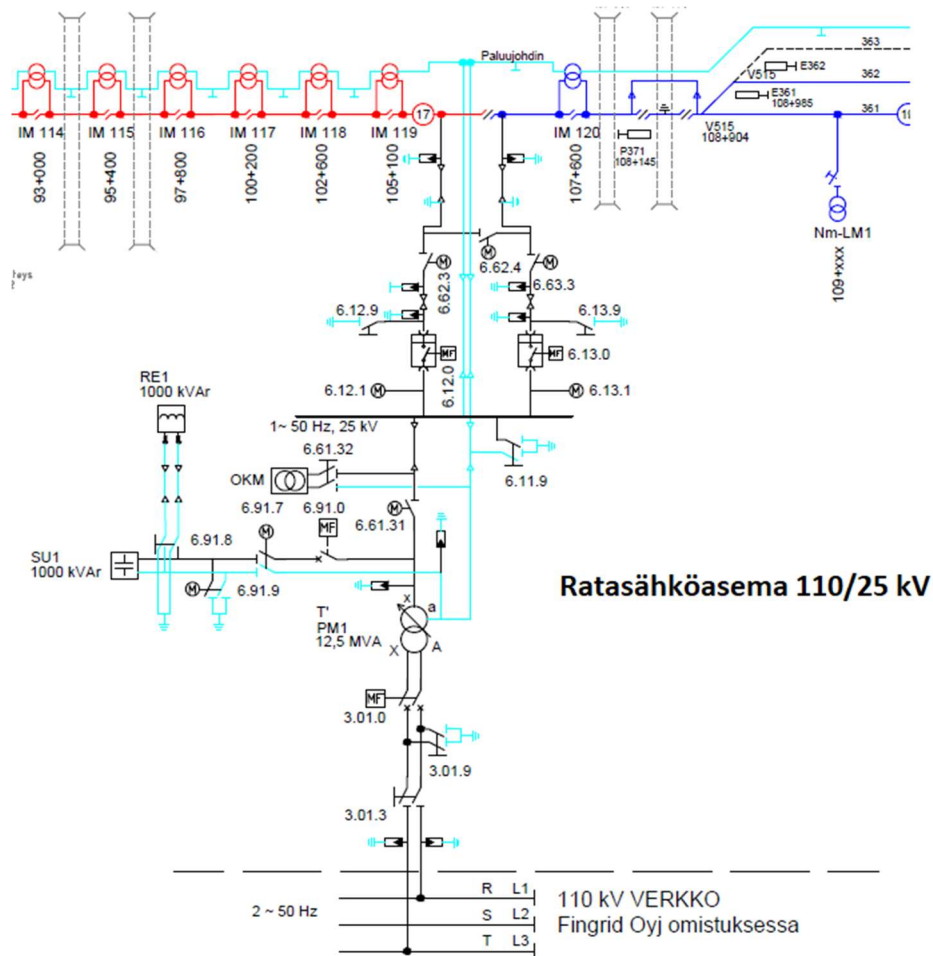 Paluujohdin
363
E362
V515
362
E361
108+985
361
17
IM 114
IM 115
IM 116
IM 117
IM 118
IM 119
IM 120
V515
108+904
P371
108+145
93+000
95+400
97+800
100+200
102+600
105+100
107+600
Nm-LM1
109+xxx
M
6.62.4
M
6.62.3
M
6.63.3
6.12.9
6.13.9
MF
6.12.0
MF
6.13.0
6.12.1 M
M 6.13.1
RE1
1000 kVAr
1~ 50 Hz, 25 kV
6.61.32
OKM
6.11.9
6.91.7
6.91.0
M
6.61.31
M
MF
6.91.8
SU1
1000 kVAr
M
6.91.9
Ratasähköasema 110/25 kV
x
a
T'
PM1
12,5 MVA
X
A
MF
3.01.0
3.01.9
3.01.3
R L1
110 kV VERKKO
2 ~ 50 Hz
S L2
Fingrid Oyj omistuksessa
T L3